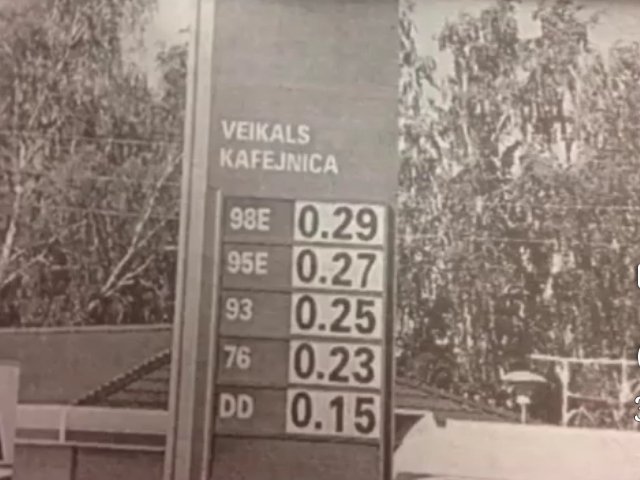 VEIKALS
KAFEJNICA
98E 0.29
95E 0.27
93 0.25
76 0.23
DD 0.15